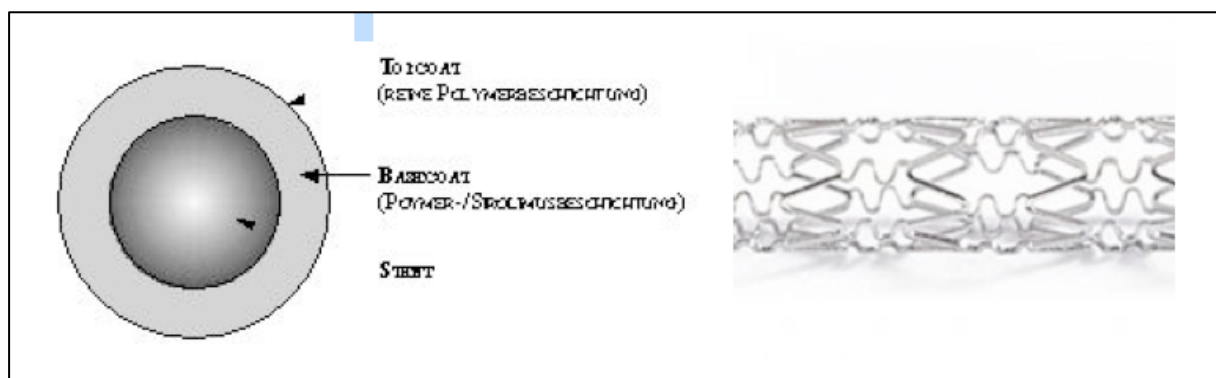 TOPCOAT
(REINE POLYMERBESCHICHTUNG)
BASECOAT
(POLYMER-/SIROLIMUSBESCHICHTUNG)
STENT